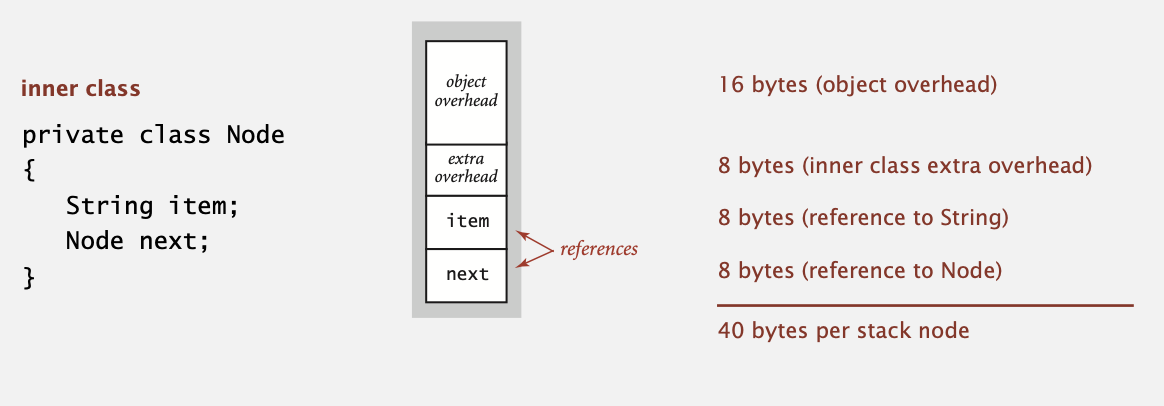 inner class
private class Node
{
String item;
Node next;
}
object
overhead
extra
overhead
item
next
references
16 bytes (object overhead)
8 bytes (inner class extra overhead)
8 bytes (reference to String)
8 bytes (reference to Node)
40 bytes per stack node